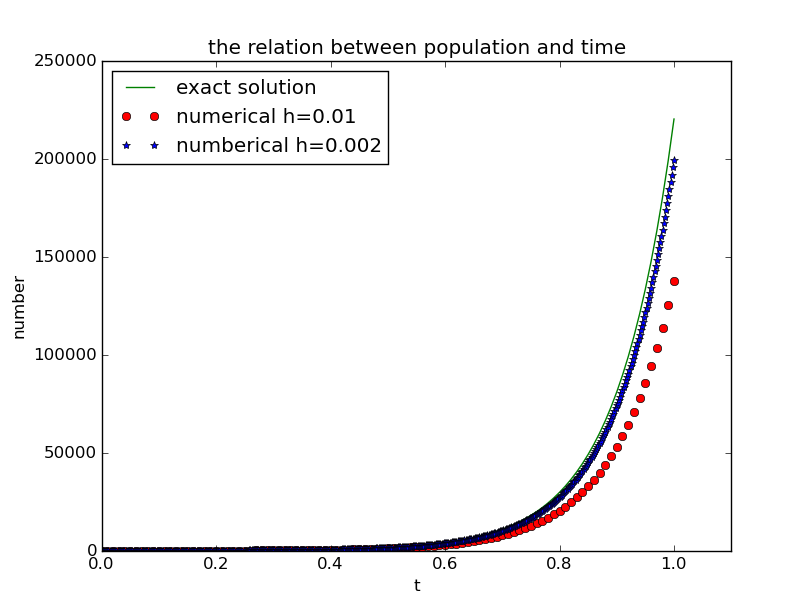 the relation between population and time
250000
200000
150000
100000
50000
0
number
exact solution
numerical h=0.01
numberical h=0.002
0.0 0.2 0.4 0.6 0.8 1.0
t